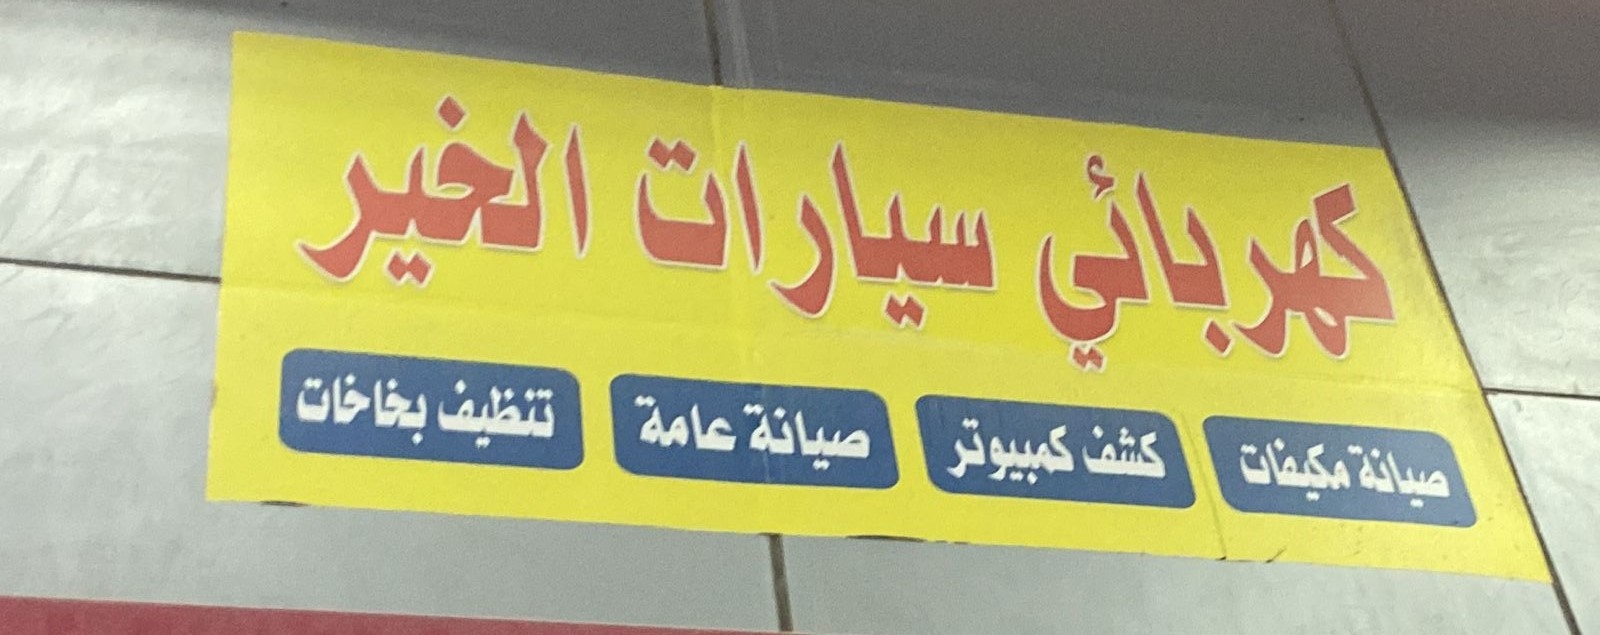 كهربائي سيارات الخير
صيانة مكيفات
كشف كمبيوتر
صيانة عامة
تنظيف بخاخات